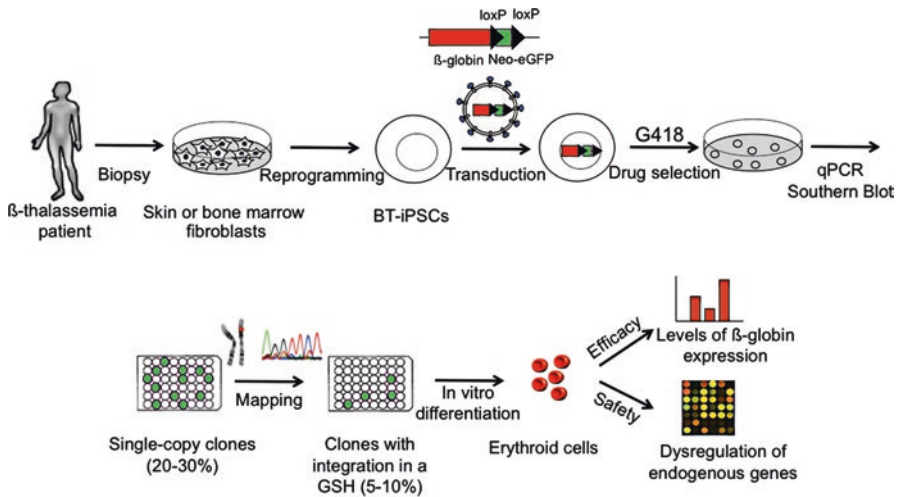 loxP loxP
ß-globin Neo-eGFP
G418
Biopsy
Reprogramming
Transduction
Drug selection
qPCR
Southern Blot
ß-thalassemia
patient
Skin or bone marrow
fibroblasts
BT-iPSCs
Mapping
In vitro
differentiation
Efficacy
Safety
Levels of ß-globin
expression
Single-copy clones
(20-30%)
Clones with
integration in a
GSH (5-10%)
Erythroid cells
Dysregulation of
endogenous genes